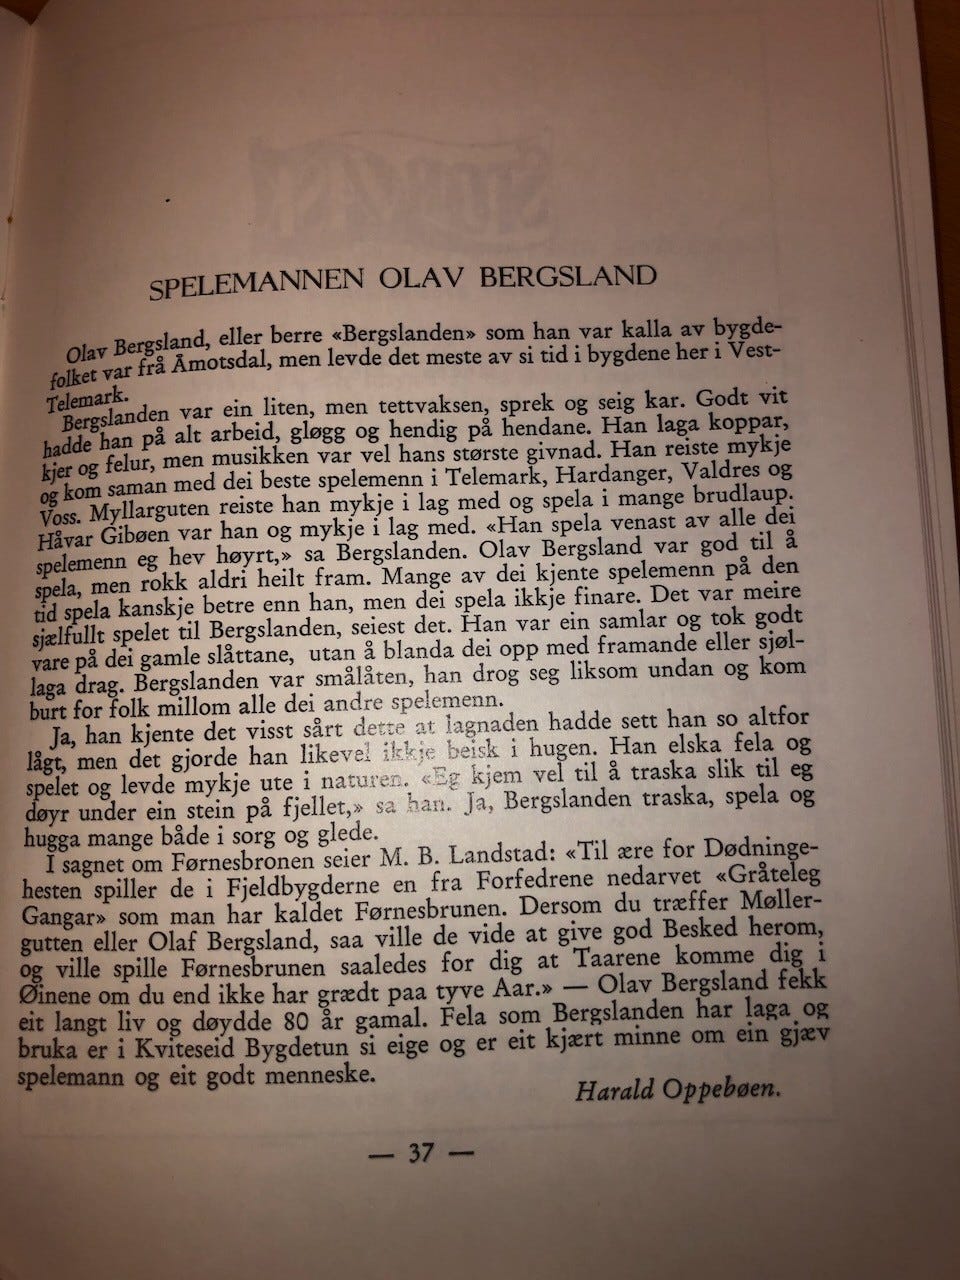 SPELEMANNEN OLAV BERGSLAND
Olav Bergsland, eller berre «Bergslanden» som han var kalla av bygde-
folket var frå Åmotsdal, men levde det meste av si tid i bygdene her i Vest-
Telemark.
Bergslanden var ein liten, men tettvaksen, sprek og seig kar. Godt vit
hadde han på alt arbeid, gløgg og hendig på hendane. Han laga koppar,
kjer og felur, men musikken var vel hans største givnad. Han reiste mykje
og kom saman med dei beste spelemenn i Telemark, Hardanger, Valdres og
Voss. Myllarguten reiste han mykje i lag med og spela i mange brudlaup.
Håvar Gibøen var han og mykje i lag med. «Han spela venast av alle dei
spelemenn eg hev høyrt,» sa Bergslanden. Olav Bergsland var god til å
spela, men rokk aldri heilt fram. Mange av dei kjente spelemenn på den
tid spela kanskje betre enn han, men dei spela ikkje finare. Det var meire
sjælfullt spelet til Bergslanden, seiest det. Han var ein samlar og tok godt
vare på dei gamle slåttane, utan å blanda dei opp med framande eller sjøl-
laga drag. Bergslanden var smålåten, han drog seg liksom undan og kom
burt for folk millom alle dei andre spelemenn.
Ja, han kjente det visst sårt dette at lagnaden hadde sett han so altfor
lågt, men det gjorde han likevel ikkje beisk i hugen. Han elska fela og
spelet og levde mykje ute i naturen. «Eg kjem vel til å traska slik til eg
døyr under ein stein på fjellet,» sa han. Ja, Bergslanden traska, spela og
hugga mange både i sorg og glede.
I sagnet om Førnesbronen seier M. B. Landstad: «Til ære for Dødninge-
hesten spiller de i Fjeldbygderne en fra Forfedrene nedarvet «Gråteleg
Gangar» som man har kaldet Førnesbrunen. Dersom du træffer Møller-
gutten eller Olaf Bergsland, saa ville de vide at give god Besked herom,
og ville spille Førnesbrunen saaledes for dig at Taarene komme dig i
Øinene om du end ikke har grædt paa tyve Aar.» — Olav Bergsland fekk
eit langt liv og døydde 80 år gamal. Fela som Bergslanden har laga og
bruka er i Kviteseid Bygdetun si eige og er eit kjært minne om ein gjæv
spelemann og eit godt menneske.
Harald Oppebøen.
— 37 —